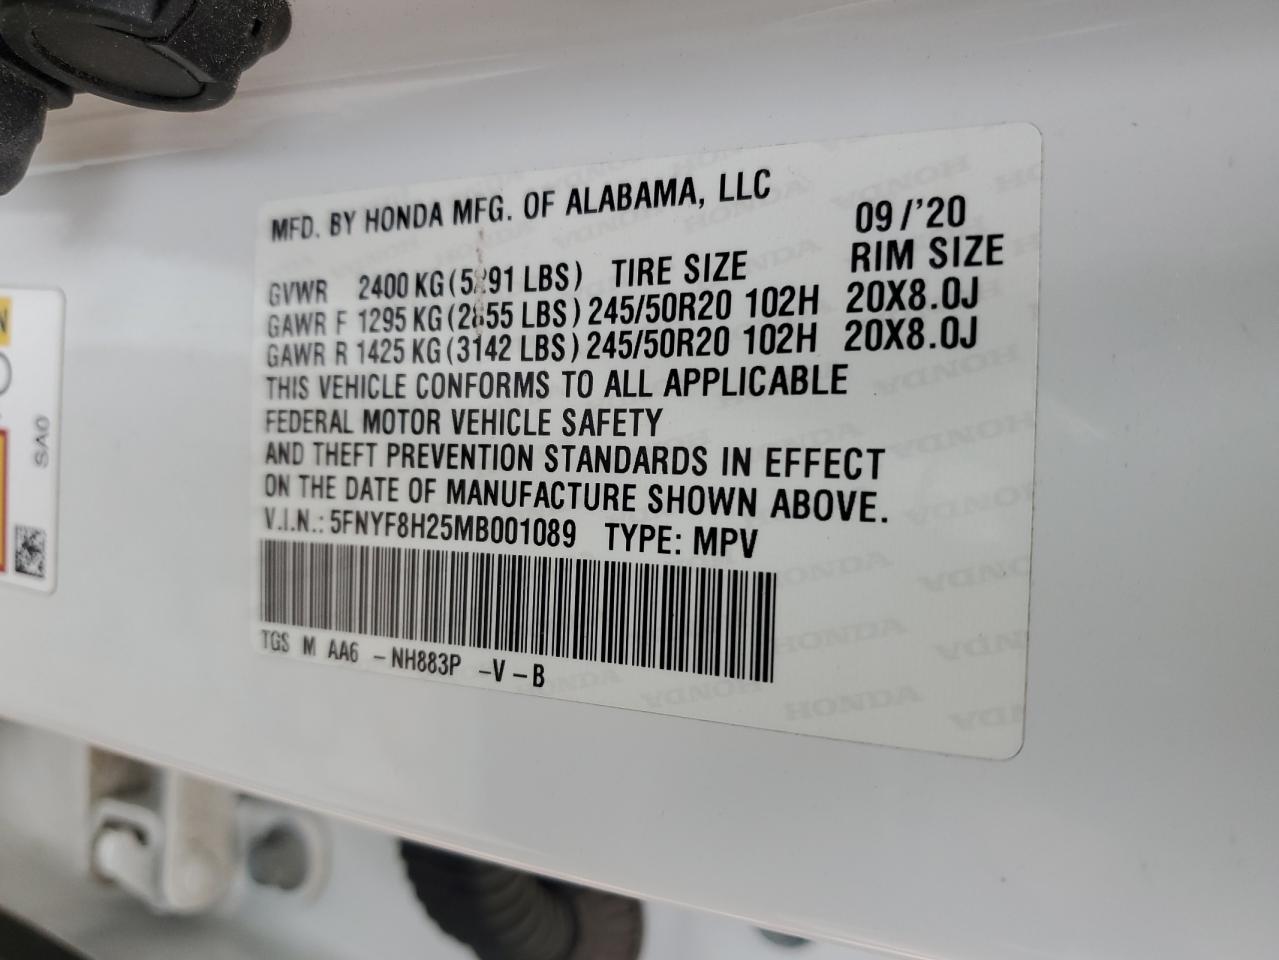 MFD. BY HONDA MFG. OF ALABAMA, LLC 09/'20
GVWR 2400 KG (5291 LBS) TIRE SIZE RIM SIZE
GAWR F 1295 KG (2855 LBS) 245/50R20 102H 20X8.0J
GAWR R 1425 KG (3142 LBS) 245/50R20 102H 20X8.0J
THIS VEHICLE CONFORMS TO ALL APPLICABLE
FEDERAL MOTOR VEHICLE SAFETY
AND THEFT PREVENTION STANDARDS IN EFFECT
ON THE DATE OF MANUFACTURE SHOWN ABOVE.
V.I.N.: 5FNYF8H25MB001089 TYPE: MPV
TGS M AA6 -NH883P -V-B
SA0